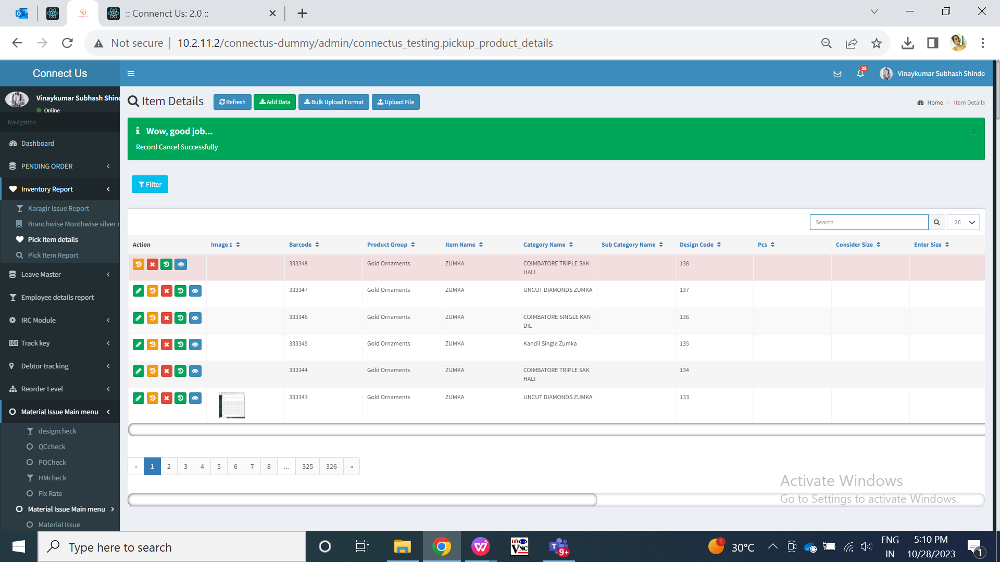 :: Connenct Us: 2.0 ::
Not secure
10.2.11.2/connectus-dummy/admin/connectus_testing.pickup_product_details
Connect Us
25
Vinaykumar Subhash Shinde
Vinaykumar Subhash Shin
Online
Item Details
Refresh
Add Data
Bulk Upload Format
Upload File
Home > Item Details
Navigation
Wow, good job...
×
Record Cancel Successfully
Dashboard
PENDING ORDER
Inventory Report
Karagir Issue Report
Branchwise Monthwise silver r
Pick Item details
Pick Item Report
Leave Master
Employee details report
IRC Module
Track key
Debtor tracking
Reorder Level
Material Issue Main menu
designcheck
QCcheck
POCheck
HMcheck
Fix Rate
Material Issue Main menu
Material Issue
Filter
Search
20
Action Image 1 Barcode Product Group Item Name Category Name Sub Category Name Design Code Pcs Consider Size Enter Size
333348 Gold Ornaments ZUMKA COIMBATORE TRIPLE SAK 138
HALI
333347 Gold Ornaments ZUMKA UNCUT DIAMONDS ZUMKA 137
333346 Gold Ornaments ZUMKA COIMBATORE SINGLE KAN 136
DIL
333345 Gold Ornaments ZUMKA Kandil Single Zumka 135
333344 Gold Ornaments ZUMKA COIMBATORE TRIPLE SAK 134
HALI
333343 Gold Ornaments ZUMKA UNCUT DIAMONDS ZUMKA 133
« 1 2 3 4 5 6 7 8 ... 325 326 »
Activate Windows
Go to Settings to activate Windows.
Type here to search
VNC
T
9+
1
30°C
ENG
IN
5:10 PM
10/28/2023
1